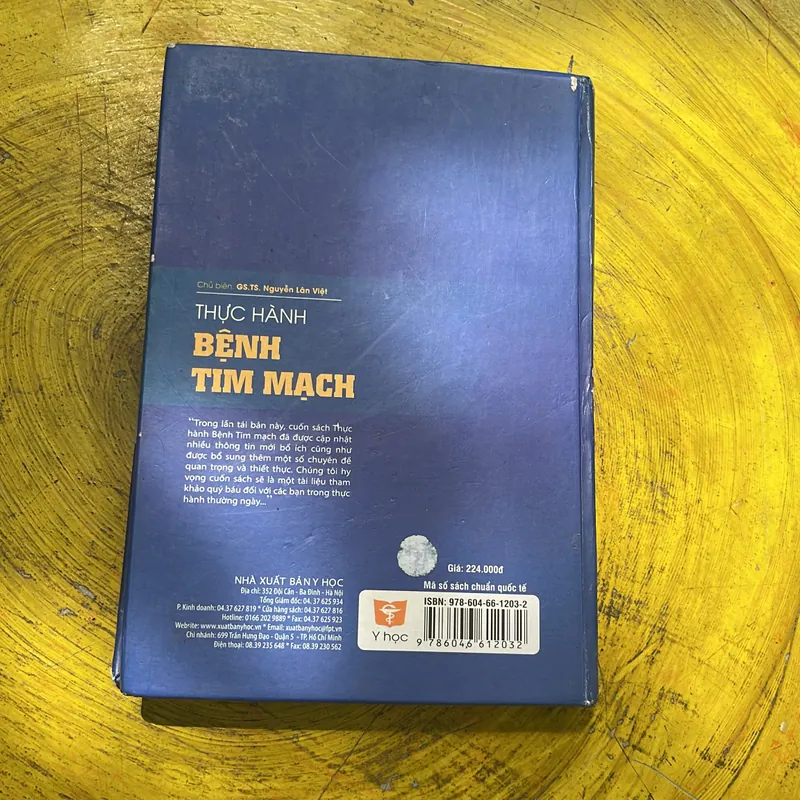 Chủ biên: GS.TS. Nguyễn Lân Việt
THỰC HÀNH
BỆNH
TIM MẠCH
"Trong lần tái bản này, cuốn sách Thực
hành Bệnh Tim mạch đã được cập nhật
nhiều thông tin mới bổ ích cũng như
được bổ sung thêm một số chuyên đề
quan trọng và thiết thực. Chúng tôi hy
vọng cuốn sách sẽ là một tài liệu tham
khảo quý báu đối với các bạn trong thực
hành thường ngày..."
Giá: 224.000đ
Mã số sách chuẩn quốc tế
NHÀ XUẤT BẢN Y HỌC
Địa chỉ: 352 Đội Cấn - Ba Đình - Hà Nội
Tổng Giám đốc: 04. 37 625 934
P, Kinh doanh: 04.37 627 819 * Cửa hàng sách: 04.37 627 816
Hotline: 0166 202 9889 * Fax: 04.37 625 923
Website: www.xuatbanyhoc.vn * Email: xuatbanyhoc@fpt.vn
Chi nhánh: 699 Trần Hưng Đạo - Quận 5 - TP. Hồ Chí Minh
Điện thoại: 08.39 235 648 * Fax: 08.39 230 562
Y học
ISBN: 978-604-66-1203-2
9 786046 612032